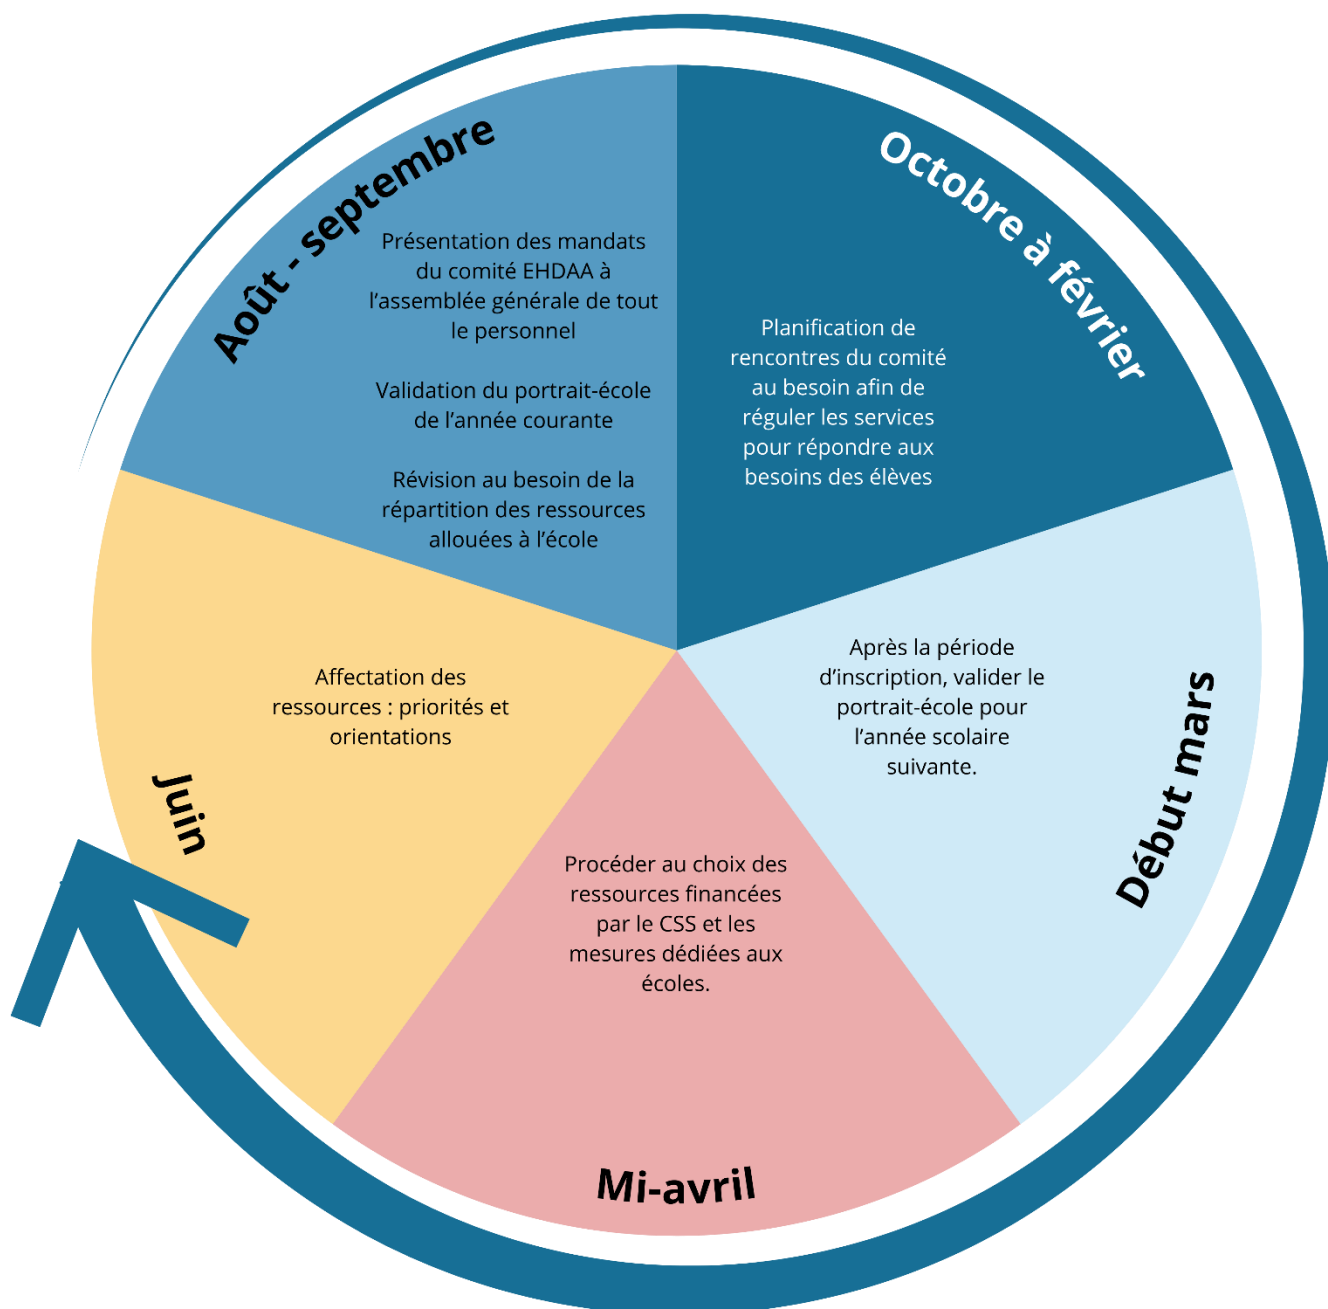 Août - septembre
Présentation des mandats
du comité EHDAA à
l’assemblée générale de tout
le personnel
Validation du portrait-école
de l’année courante
Révision au besoin de la
répartition des ressources
allouées à l’école
Octobre à février
Planification de
rencontres du comité
au besoin afin de
réguler les services
pour répondre aux
besoins des élèves
Début mars
Après la période
d’inscription, valider le
portrait-école pour
l’année scolaire
suivante.
Mi-avril
Procéder au choix des
ressources financées
par le CSS et les
mesures dédiées aux
écoles.
Juin
Affectation des
ressources : priorités et
orientations